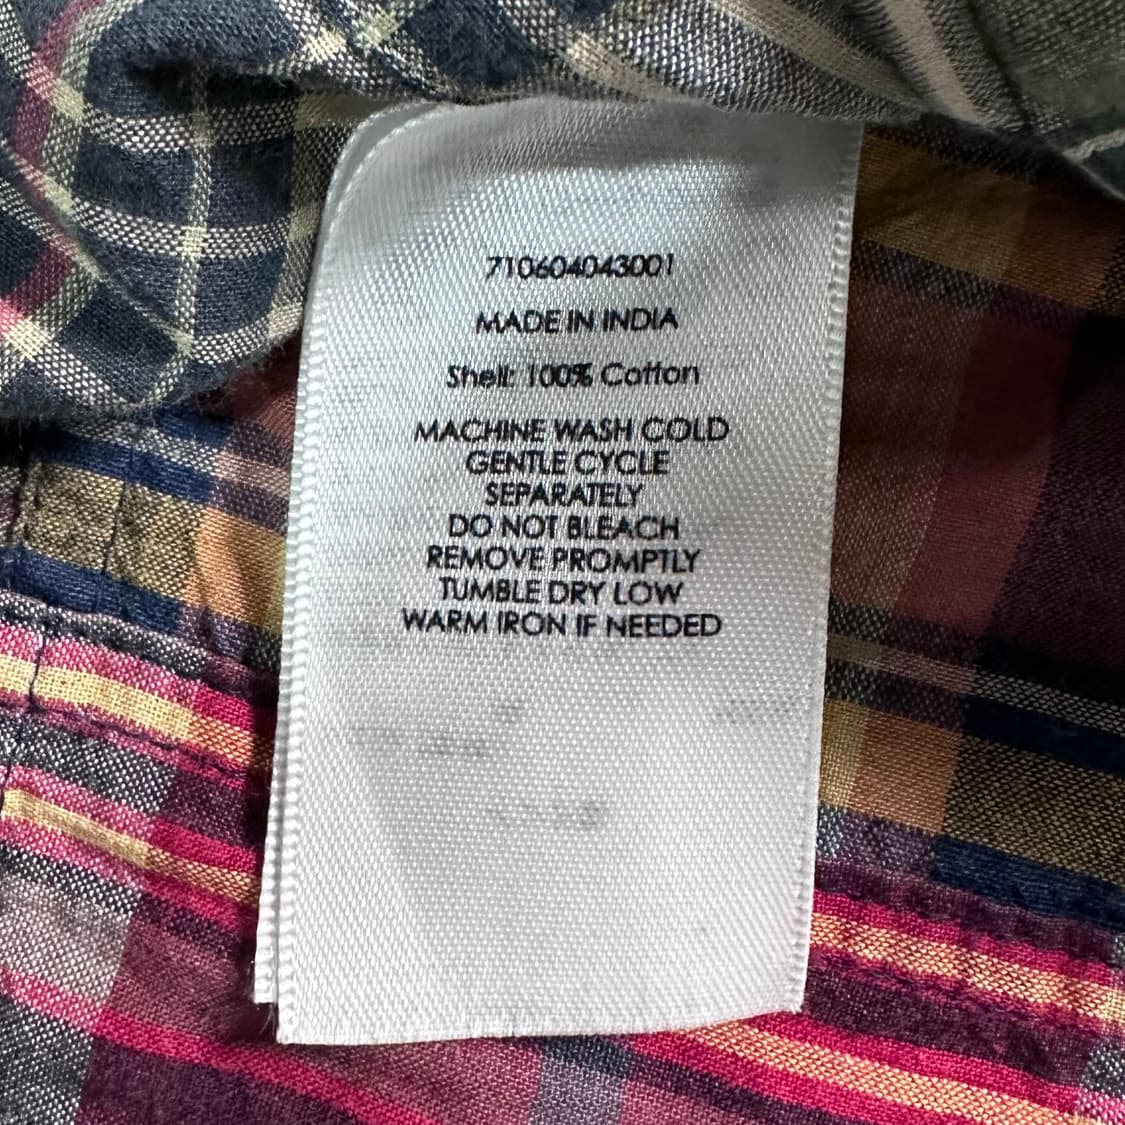 710604043001
MADE IN INDIA
Shell: 100% Cotton
MACHINE WASH COLD
GENTLE CYCLE
SEPARATELY
DO NOT BLEACH
REMOVE PROMPTLY
TUMBLE DRY LOW
WARM IRON IF NEEDED